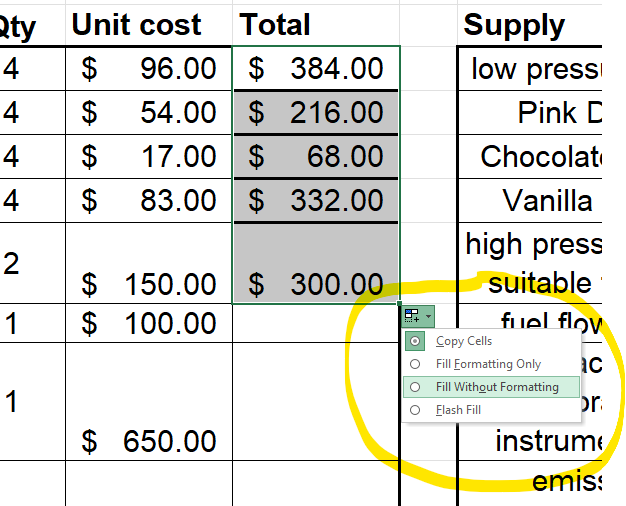 Qty Unit cost Total Supply
4 $ 96.00 $ 384.00 low pressu
4 $ 54.00 $ 216.00 Pink D
4 $ 17.00 $ 68.00 Chocolate
4 $ 83.00 $ 332.00 Vanilla
high press
2 $ 150.00 $ 300.00 suitable
1 $ 100.00 fuel flow
Copy Cells
Fill Formatting Only
Fill Without Formatting
Flash Fill
1 $ 650.00 instrume
emiss